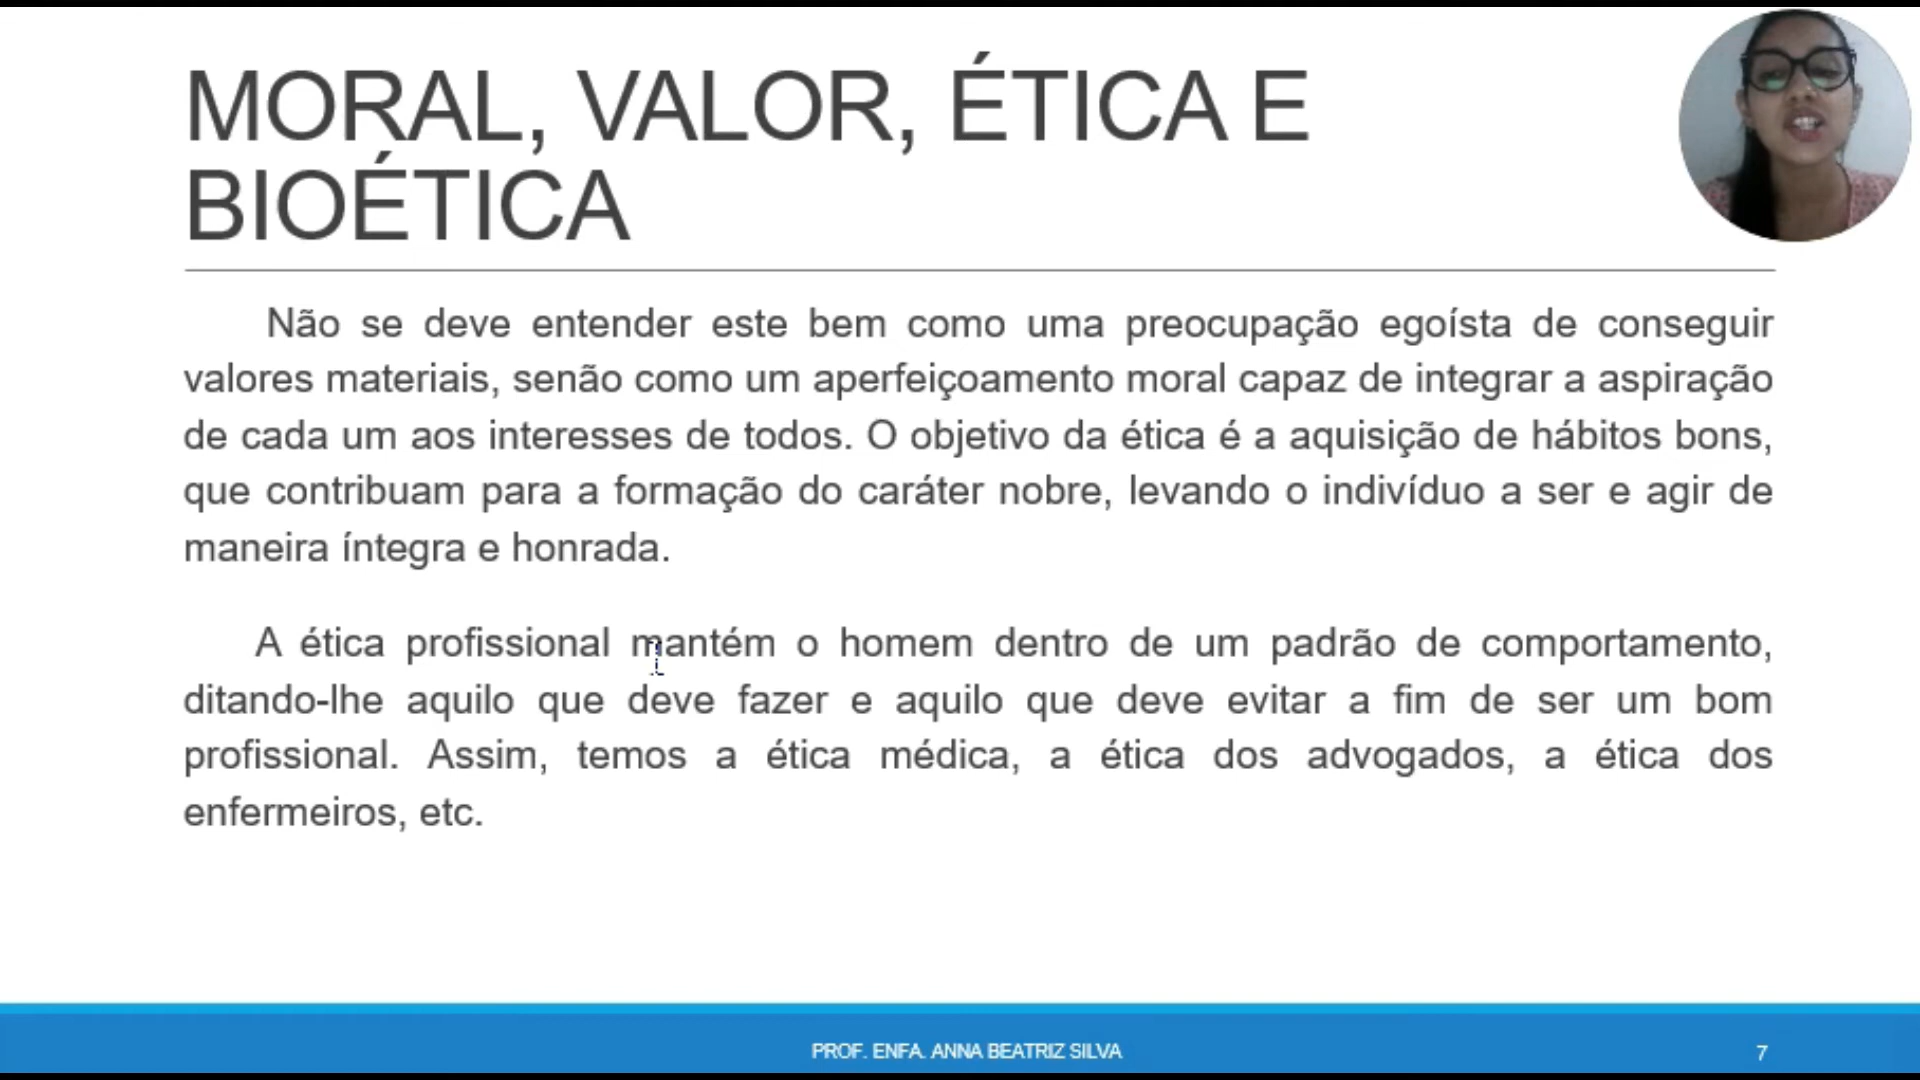 MORAL, VALOR, ÉTICA E
BIOÉTICA
Não se deve entender este bem como uma preocupação egoísta de conseguir
valores materiais, senão como um aperfeiçoamento moral capaz de integrar a aspiração
de cada um aos interesses de todos. O objetivo da ética é a aquisição de hábitos bons,
que contribuam para a formação do caráter nobre, levando o indivíduo a ser e agir de
maneira íntegra e honrada.
A ética profissional mantém o homem dentro de um padrão de comportamento,
ditando-lhe aquilo que deve fazer e aquilo que deve evitar a fim de ser um bom
profissional. Assim, temos a ética médica, a ética dos advogados, a ética dos
enfermeiros, etc.
PROF. ENFA. ANNA BEATRIZ SILVA
7